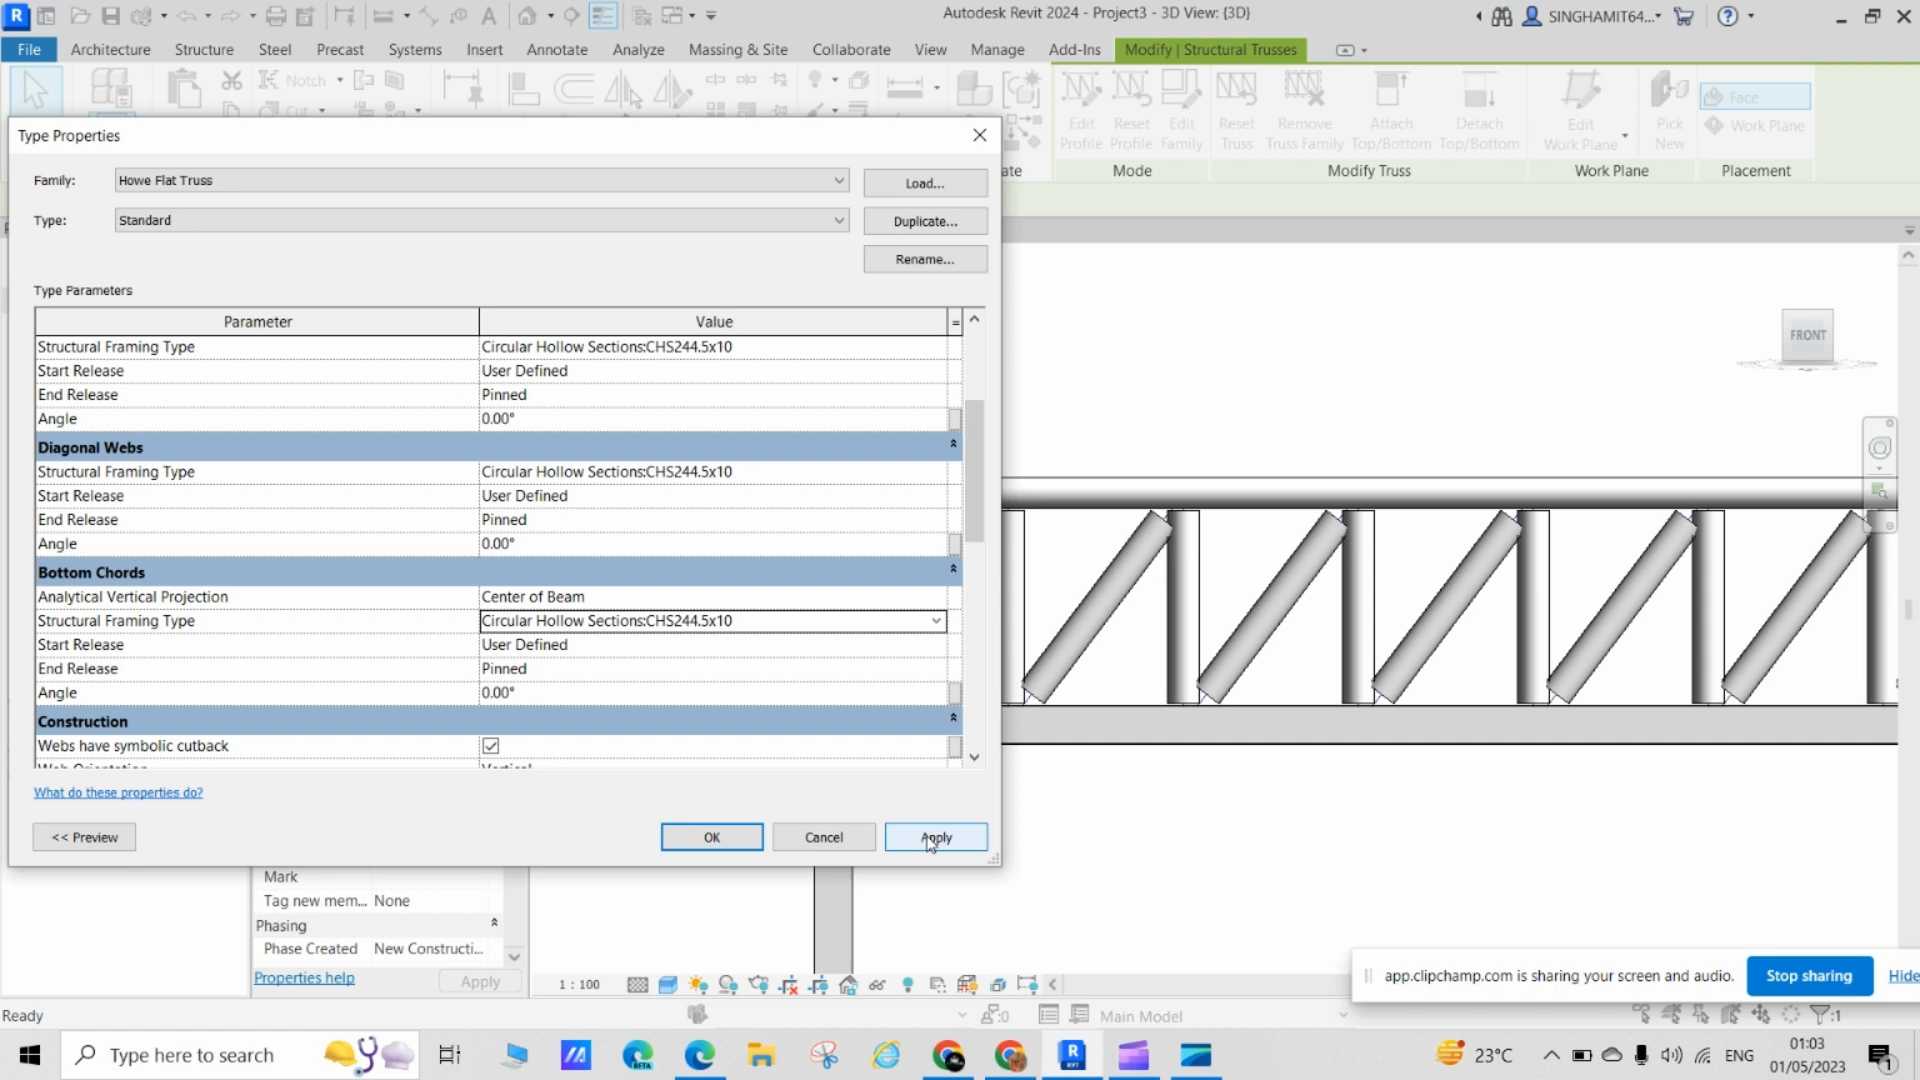 Autodesk Revit 2024 - Project3 - 3D View: {3D}
SINGHAMIT64...
File Architecture Structure Steel Precast Systems Insert Annotate Analyze Massing & Site Collaborate View Manage Add-Ins Modify | Structural Trusses
Notch
Cut
Edit Profile
Reset Profile
Edit Family
Reset Truss
Remove Truss Family
Attach Top/Bottom
Detach Top/Bottom
Edit Work Plane
Pick New
Face
Work Plane
Mode Modify Truss Work Plane Placement
Type Properties
Family: Howe Flat Truss Load...
Type: Standard Duplicate...
Rename...
Type Parameters
Parameter Value =
Structural Framing Type Circular Hollow Sections:CHS244.5x10
Start Release User Defined
End Release Pinned
Angle 0.00°
Diagonal Webs
Structural Framing Type Circular Hollow Sections:CHS244.5x10
Start Release User Defined
End Release Pinned
Angle 0.00°
Bottom Chords
Analytical Vertical Projection Center of Beam
Structural Framing Type Circular Hollow Sections:CHS244.5x10
Start Release User Defined
End Release Pinned
Angle 0.00°
Construction
Webs have symbolic cutback
Web Orientation Vertical
What do these properties do?
<< Preview OK Cancel Apply
FRONT
Mark
Tag new mem... None
Phasing
Phase Created New Constructi...
Properties help Apply
1 : 100
app.clipchamp.com is sharing your screen and audio. Stop sharing Hide
Ready :0 Main Model :1
Type here to search
BETA
23°C ENG
01:03
01/05/2023
1